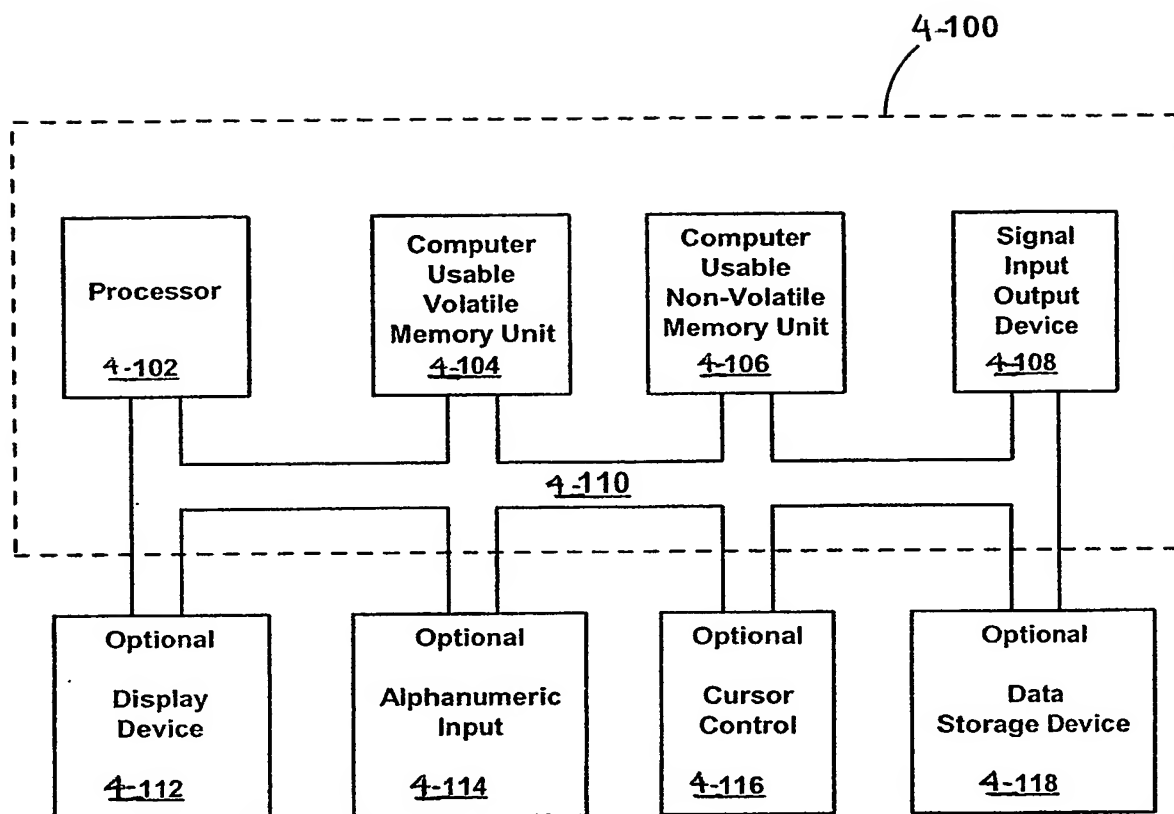 4-100
Processor
4-102
Computer
Usable
Volatile
Memory Unit
4-104
Computer
Usable
Non-Volatile
Memory Unit
4-106
Signal
Input
Output
Device
4-108
4-110
Optional
Display
Device
4-112
Optional
Alphanumeric
Input
4-114
Optional
Cursor
Control
4-116
Optional
Data
Storage Device
4-118